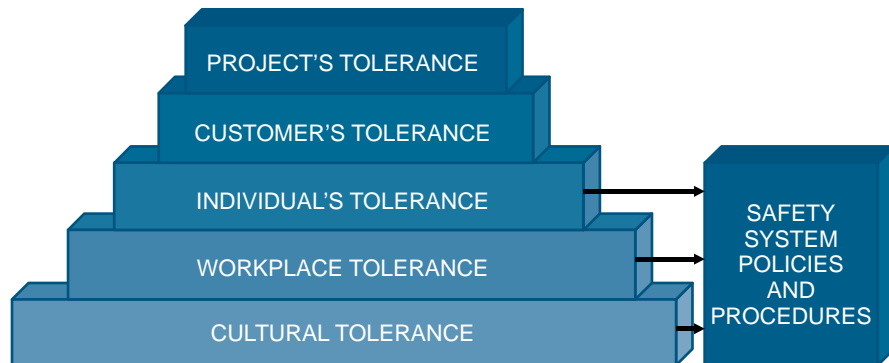 PROJECT’S TOLERANCE
CUSTOMER’S TOLERANCE
INDIVIDUAL’S TOLERANCE
WORKPLACE TOLERANCE
CULTURAL TOLERANCE
SAFETY
SYSTEM
POLICIES
AND
PROCEDURES